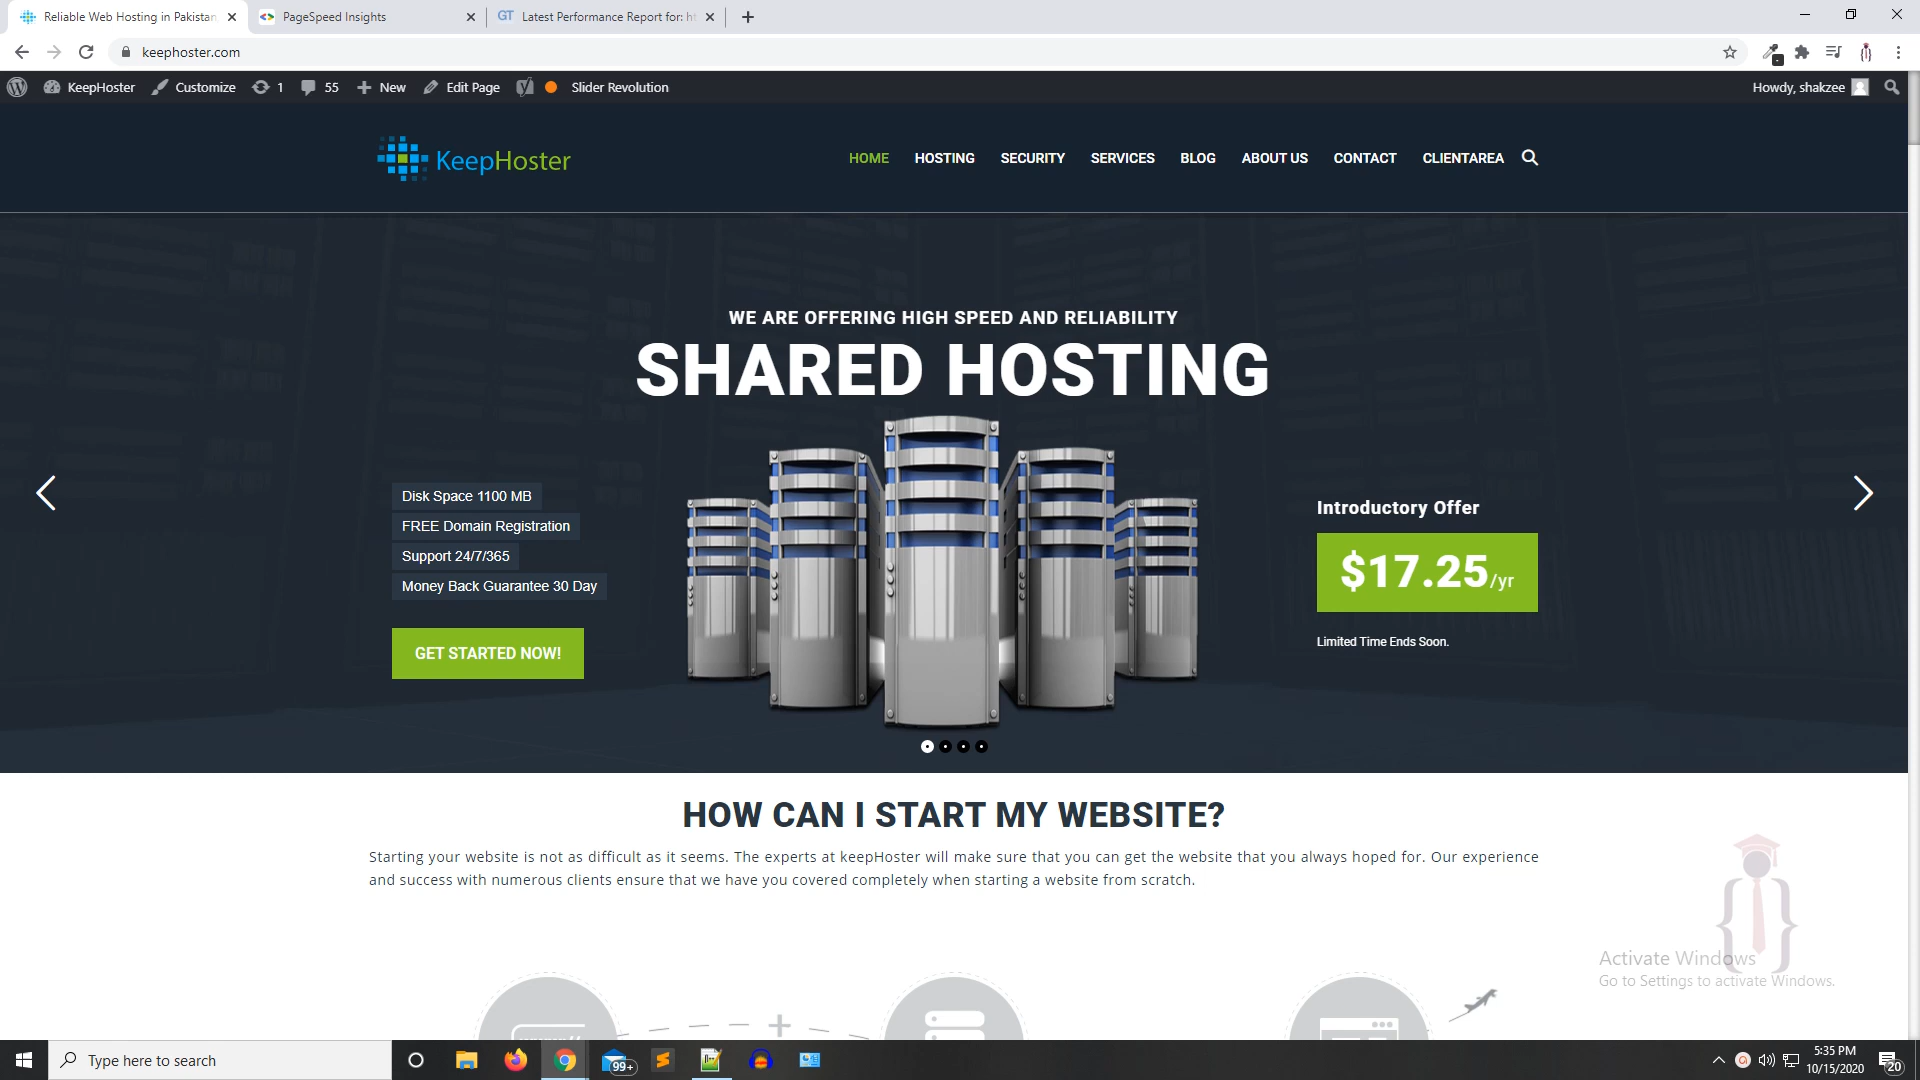 Reliable Web Hosting in Pakistan,
PageSpeed Insights
GT Latest Performance Report for: ht
keephoster.com
KeepHoster
Customize
1
55
New
Edit Page
Slider Revolution
Howdy, shakzee
KeepHoster
HOME
HOSTING
SECURITY
SERVICES
BLOG
ABOUT US
CONTACT
CLIENTAREA
WE ARE OFFERING HIGH SPEED AND RELIABILITY
SHARED HOSTING
Disk Space 1100 MB
FREE Domain Registration
Support 24/7/365
Money Back Guarantee 30 Day
GET STARTED NOW!
Introductory Offer
$17.25/yr
Limited Time Ends Soon.
HOW CAN I START MY WEBSITE?
Starting your website is not as difficult as it seems. The experts at keepHoster will make sure that you can get the website that you always hoped for. Our experience
and success with numerous clients ensure that we have you covered completely when starting a website from scratch.
Activate Windows
Go to Settings to activate Windows.
Type here to search
99+
5:35 PM
10/15/2020
20